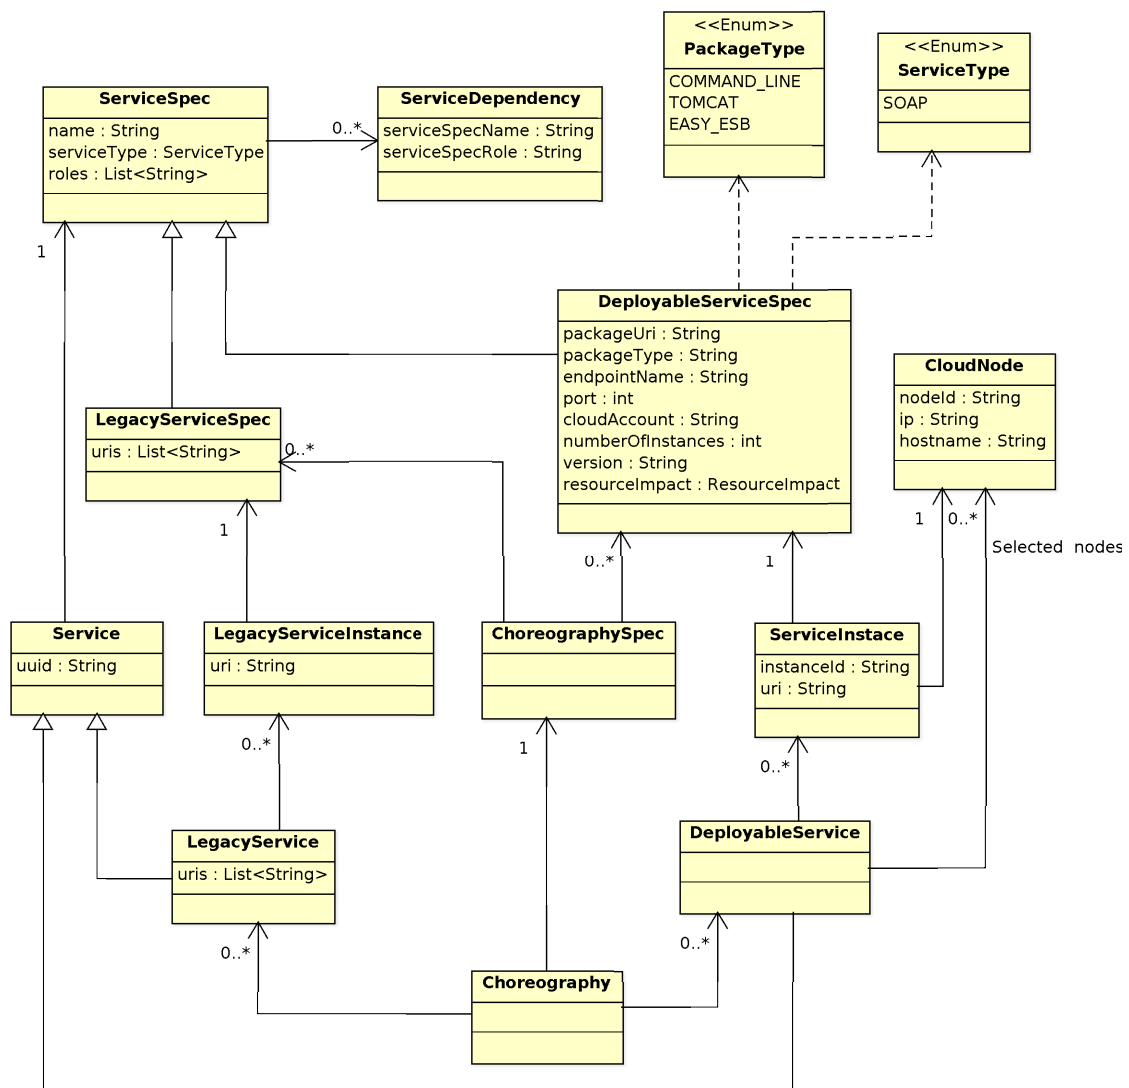 <<Enum>>
PackageType
COMMAND_LINE
TOMCAT
EASY_ESB
<<Enum>>
ServiceType
SOAP
ServiceSpec
name : String
serviceType : ServiceType
roles : List<String>
0..*
ServiceDependency
serviceSpecName : String
serviceSpecRole : String
1
DeployableServiceSpec
packageUri : String
packageType : String
endpointName : String
port : int
cloudAccount : String
numberOfInstances : int
version : String
resourceImpact : ResourceImpact
CloudNode
nodeId : String
ip : String
hostname : String
LegacyServiceSpec
uris : List<String>
0..*
1
0..*
1
1
0..*
Selected nodes
Service
uuid : String
LegacyServiceInstance
uri : String
ChoreographySpec
ServiceInstace
instanceId : String
uri : String
0..*
1
0..*
LegacyService
uris : List<String>
DeployableService
0..*
0..*
Choreography